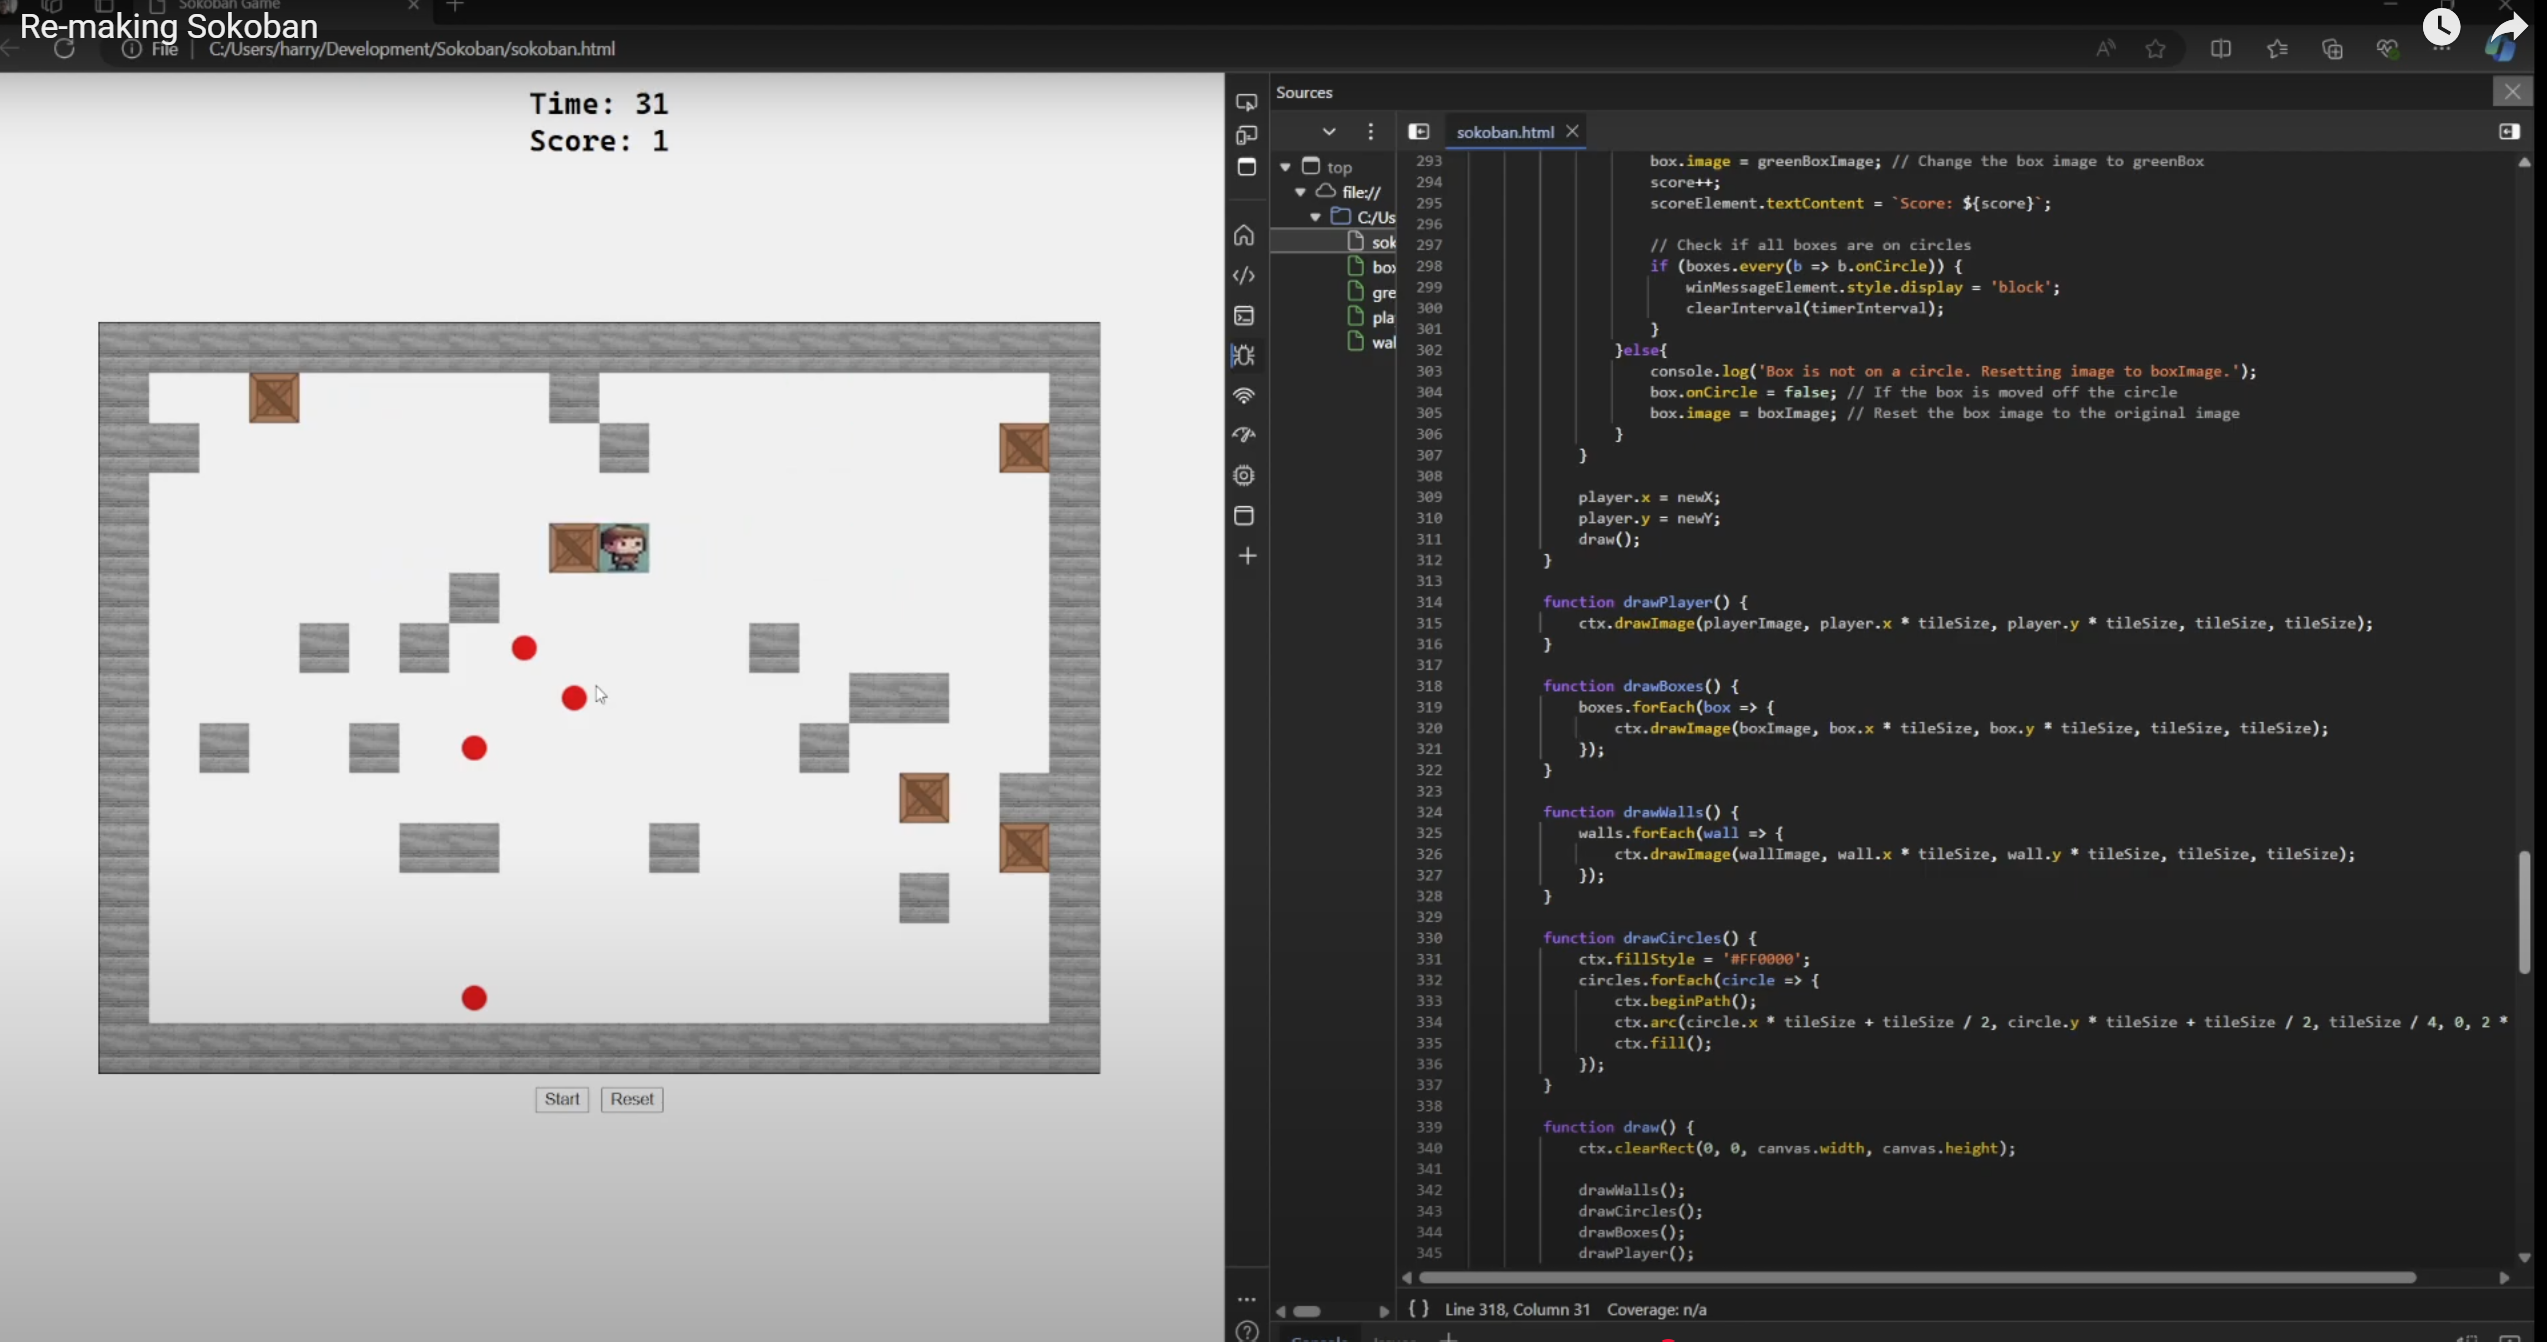 Sokoban Game
Re-making Sokoban
File
C:/Users/harry/Development/Sokoban/sokoban.html
Time: 31
Score: 1
Start
Reset
Sources
sokoban.html
top
file://
C:/Us
sok
box
gre
pla
wal
293 box.image = greenBoxImage; // Change the box image to greenBox
294 score++;
295 scoreElement.textContent = `Score: ${score}`;
296
297 // Check if all boxes are on circles
298 if (boxes.every(b => b.onCircle)) {
299 winMessageElement.style.display = 'block';
300 clearInterval(timerInterval);
301 }
302 }else{
303 console.log('Box is not on a circle. Resetting image to boxImage.');
304 box.onCircle = false; // If the box is moved off the circle
305 box.image = boxImage; // Reset the box image to the original image
306 }
307 }
308
309 player.x = newX;
310 player.y = newY;
311 draw();
312 }
313
314 function drawPlayer() {
315 ctx.drawImage(playerImage, player.x * tileSize, player.y * tileSize, tileSize, tileSize);
316 }
317
318 function drawBoxes() {
319 boxes.forEach(box => {
320 ctx.drawImage(boxImage, box.x * tileSize, box.y * tileSize, tileSize, tileSize);
321 });
322 }
323
324 function drawWalls() {
325 walls.forEach(wall => {
326 ctx.drawImage(wallImage, wall.x * tileSize, wall.y * tileSize, tileSize, tileSize);
327 });
328 }
329
330 function drawCircles() {
331 ctx.fillStyle = '#FF0000';
332 circles.forEach(circle => {
333 ctx.beginPath();
334 ctx.arc(circle.x * tileSize + tileSize / 2, circle.y * tileSize + tileSize / 2, tileSize / 4, 0, 2 *
335 ctx.fill();
336 });
337 }
338
339 function draw() {
340 ctx.clearRect(0, 0, canvas.width, canvas.height);
341
342 drawWalls();
343 drawCircles();
344 drawBoxes();
345 drawPlayer();
{ } Line 318, Column 31 Coverage: n/a